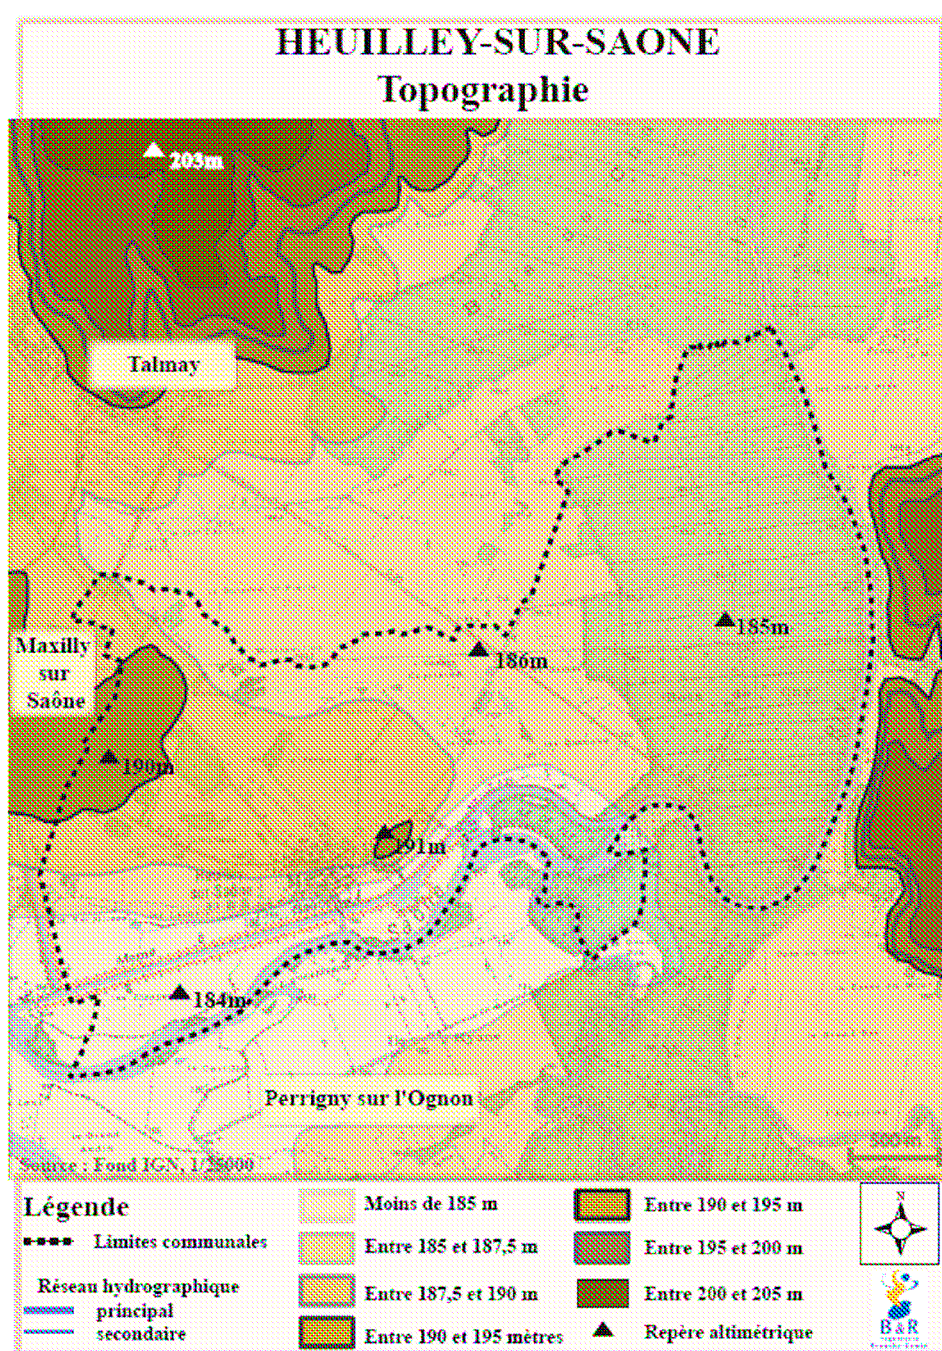 HEUILLEY-SUR-SAONE
Topographie
203m
Talmay
185m
186m
Maxilly
sur
Saône
190m
191m
184m
Perrigny sur l'Ognon
500 m
Source : Fond IGN, 1/25000
Légende
Limites communales
Réseau hydrographique
principal
secondaire
Moins de 185 m
Entre 185 et 187,5 m
Entre 187,5 et 190 m
Entre 190 et 195 mètres
Entre 190 et 195 m
Entre 195 et 200 m
Entre 200 et 205 m
Repère altimétrique
N
B&R